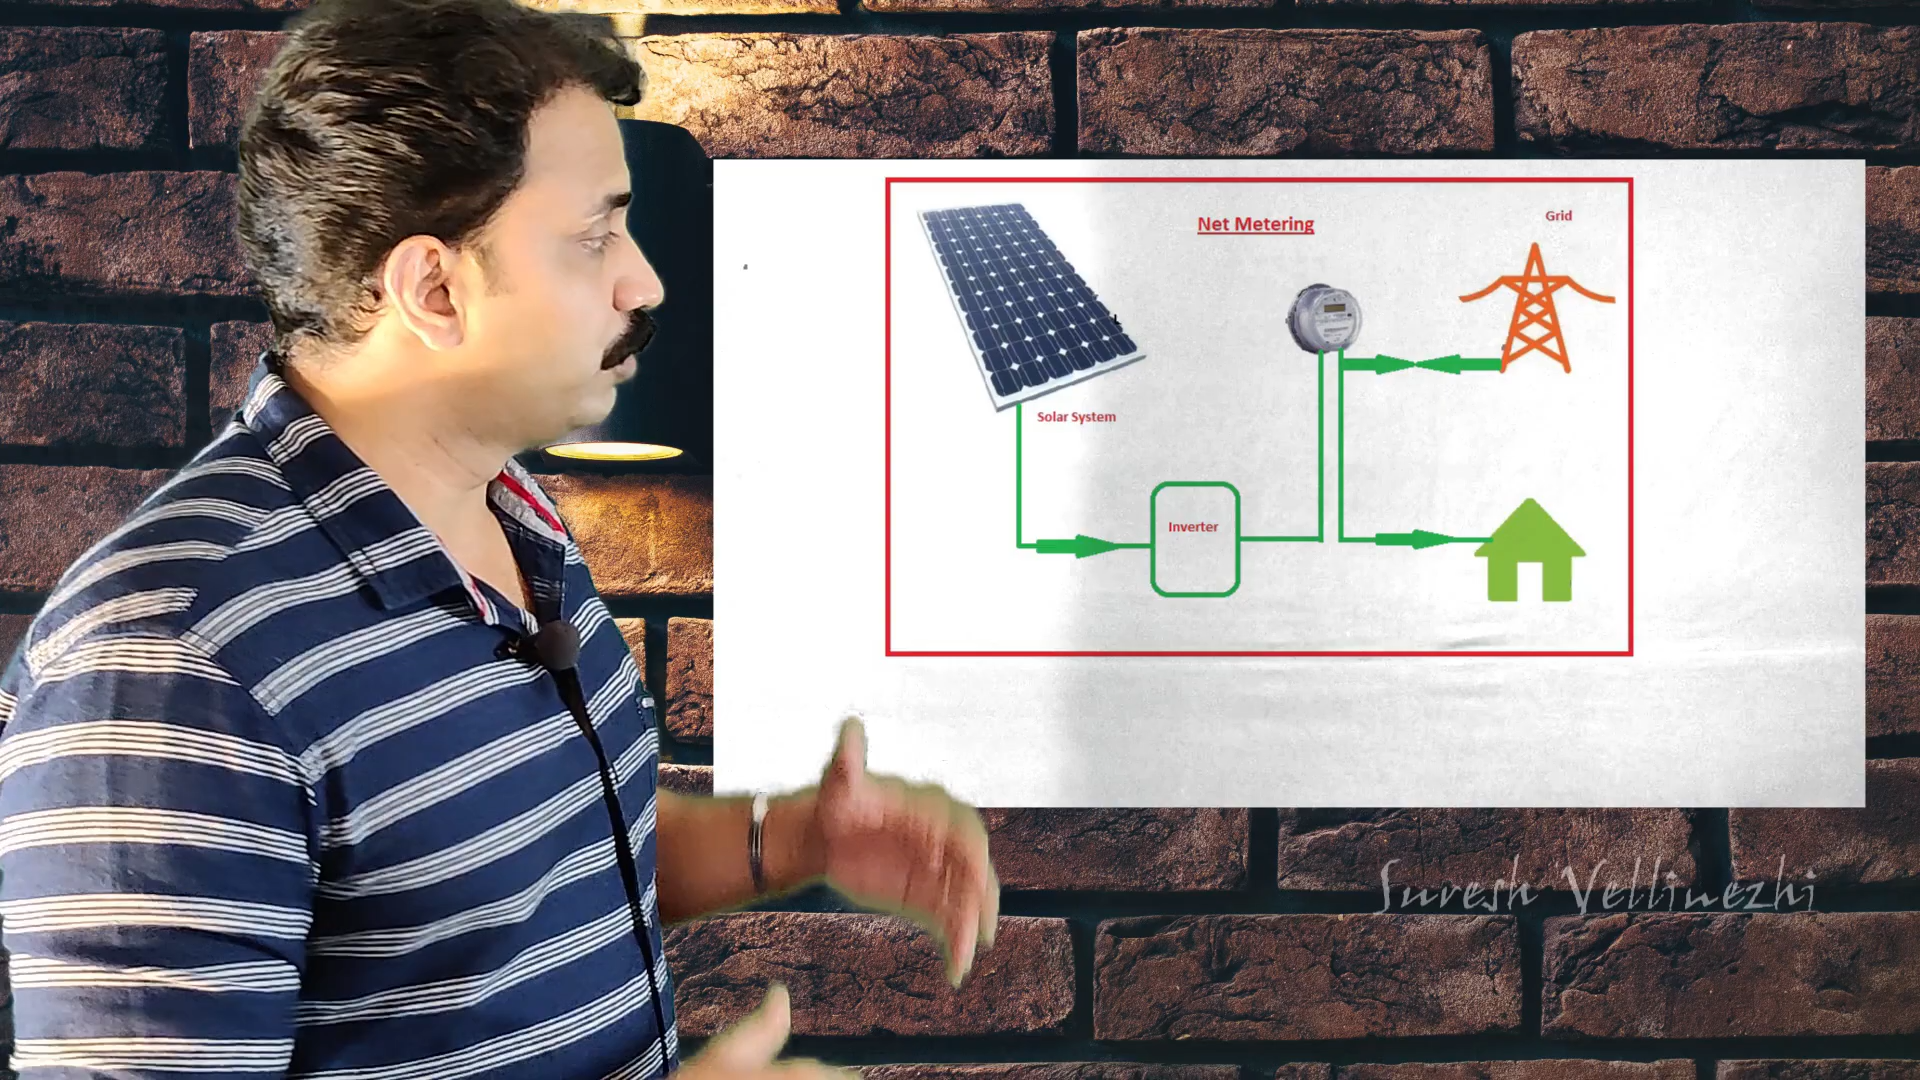 Net Metering
Grid
Solar System
Inverter
Suresh Vellinezhi